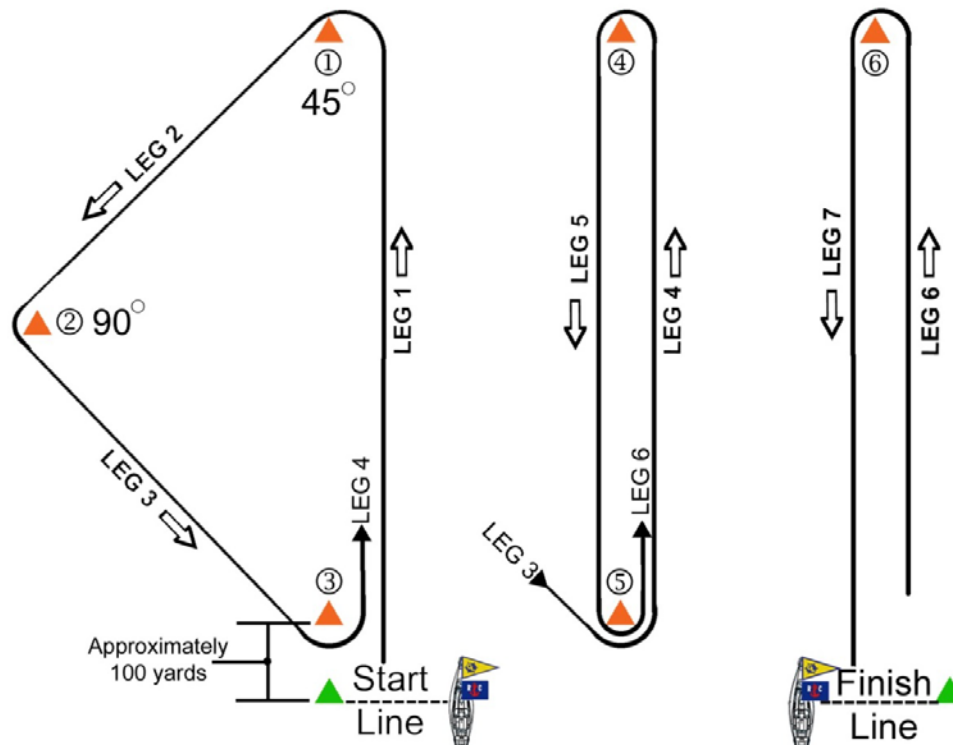 ①
45°
LEG 2
② 90°
LEG 1
LEG 3
LEG 4
③
Approximately
100 yards
Start
Line
④
LEG 5
LEG 4
LEG 6
LEG 3
⑤
⑥
LEG 7
LEG 6
Finish
Line